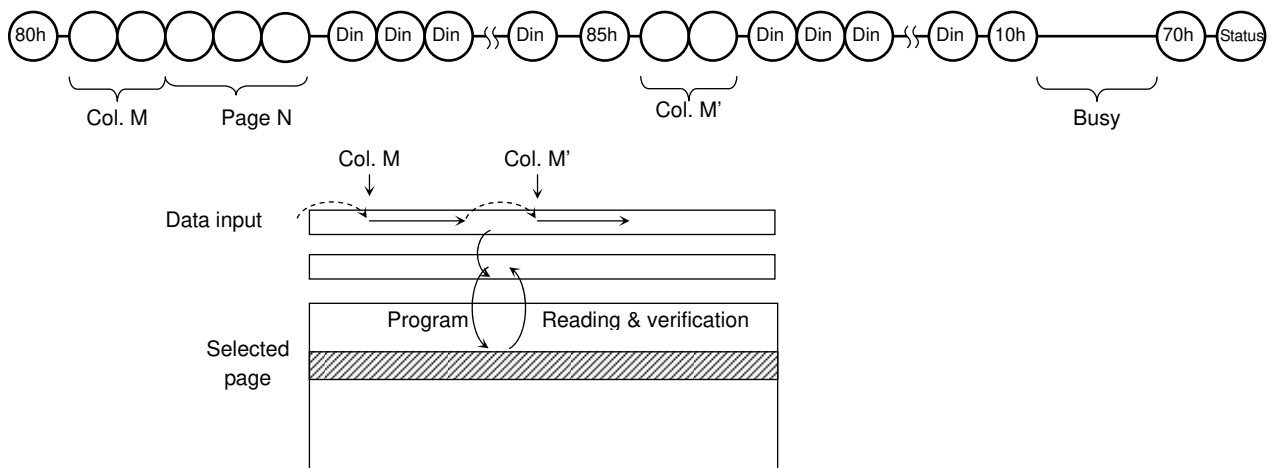 80h Din Din Din Din 85h Din Din Din Din 10h 70h Status
Col. M Page N Col. M’ Busy
Col. M Col. M’
Data input
Program Reading & verification
Selected
page